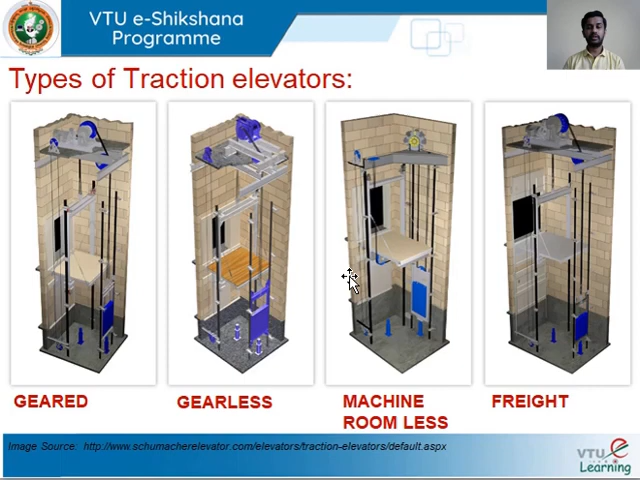 VTU e-Shikshana
Programme
Types of Traction elevators:
GEARED
GEARLESS
MACHINE
ROOM LESS
FREIGHT
Image Source: http://www.schumacherelevator.com/elevators/traction-elevators/default.aspx
VTU e
Learning